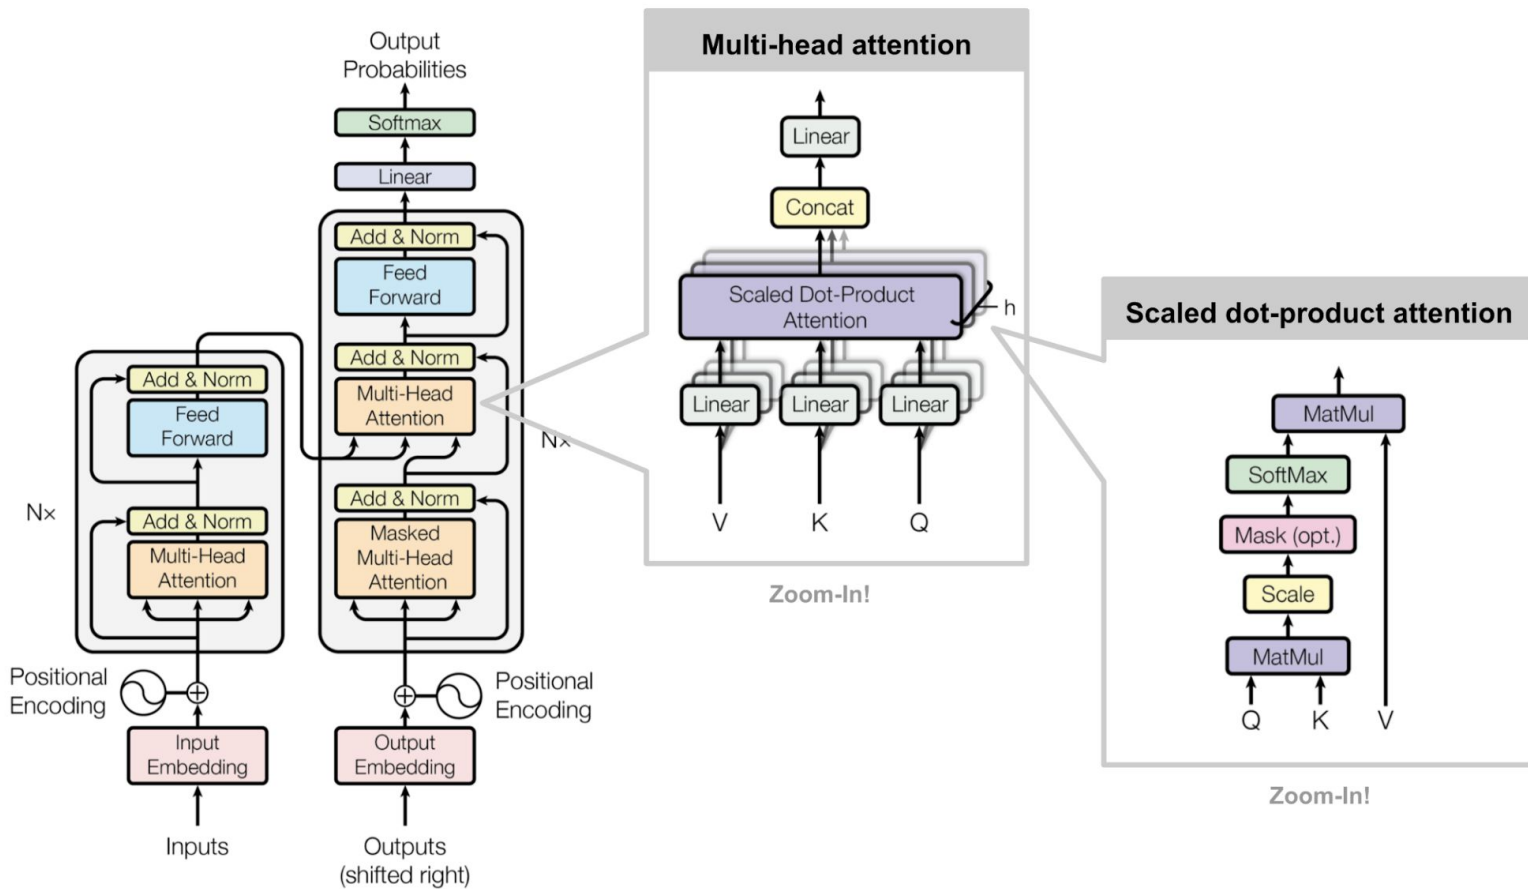 Output
Probabilities
Softmax
Linear
Add & Norm
Feed
Forward
Add & Norm
Multi-Head
Attention
Add & Norm
Masked
Multi-Head
Attention
Nx
Positional
Encoding
Output
Embedding
Outputs
(shifted right)
Add & Norm
Feed
Forward
Add & Norm
Multi-Head
Attention
Nx
Positional
Encoding
Input
Embedding
Inputs
Multi-head attention
Linear
Concat
Scaled Dot-Product
Attention
h
Linear
Linear
Linear
V
K
Q
Zoom-In!
Scaled dot-product attention
MatMul
SoftMax
Mask (opt.)
Scale
MatMul
Q
K
V
Zoom-In!